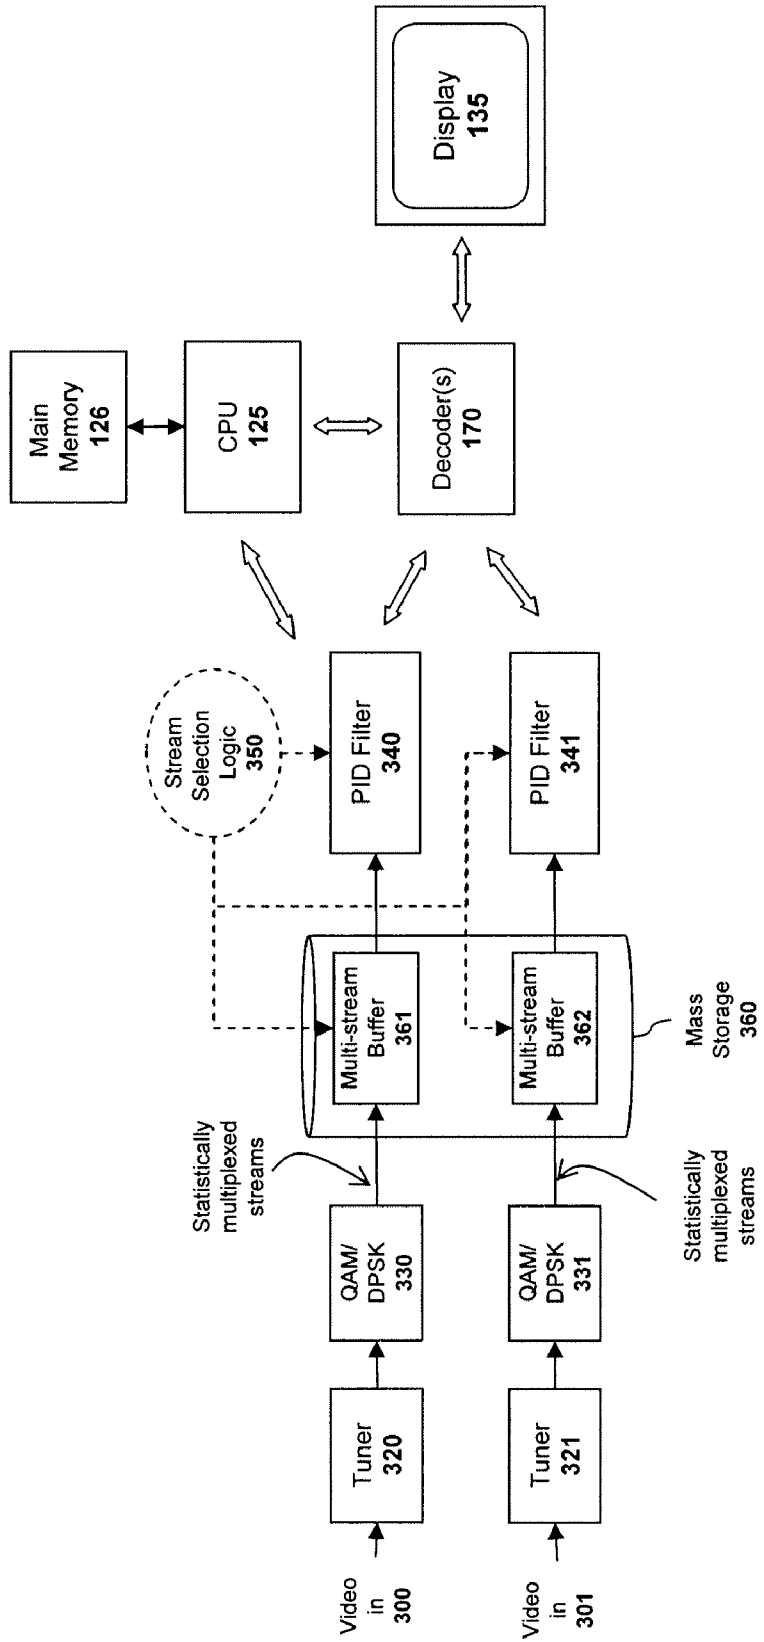 Video
in
300
Tuner
320
QAM/
DPSK
330
Statistically
multiplexed
streams
Multi-stream
Buffer
361
Stream
Selection
Logic
350
PID Filter
340
Main
Memory
126
CPU
125
Decoder(s)
170
Display
135
Video
in
301
Tuner
321
QAM/
DPSK
331
Statistically
multiplexed
streams
Multi-stream
Buffer
362
Mass
Storage
360
PID Filter
341